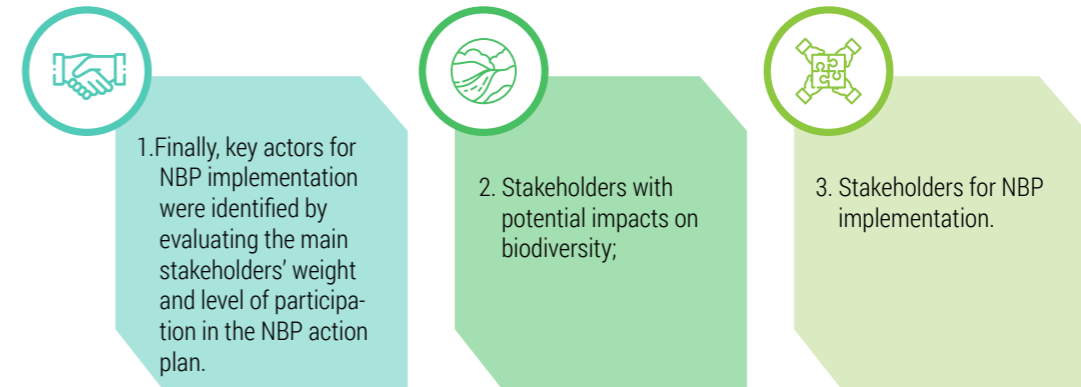 1.Finally, key actors for
NBP implementation
were identified by
evaluating the main
stakeholders' weight
and level of participa-
tion in the NBP action
plan.
2. Stakeholders with
potential impacts on
biodiversity;
3. Stakeholders for NBP
implementation.